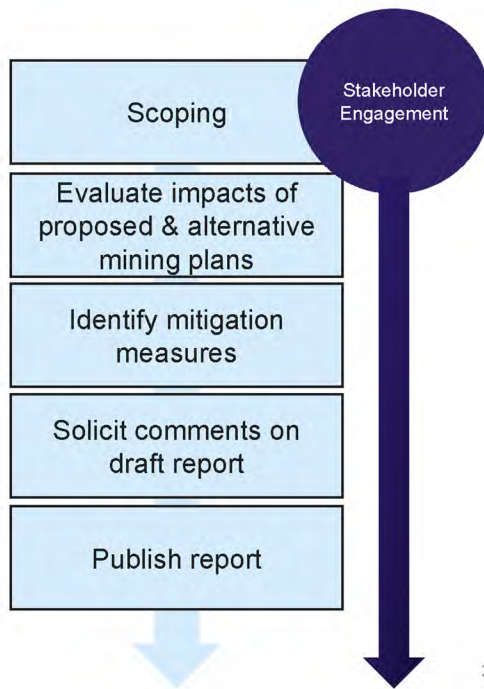 Stakeholder
Engagement
Scoping
Evaluate impacts of
proposed & alternative
mining plans
Identify mitigation
measures
Solicit comments on
draft report
Publish report